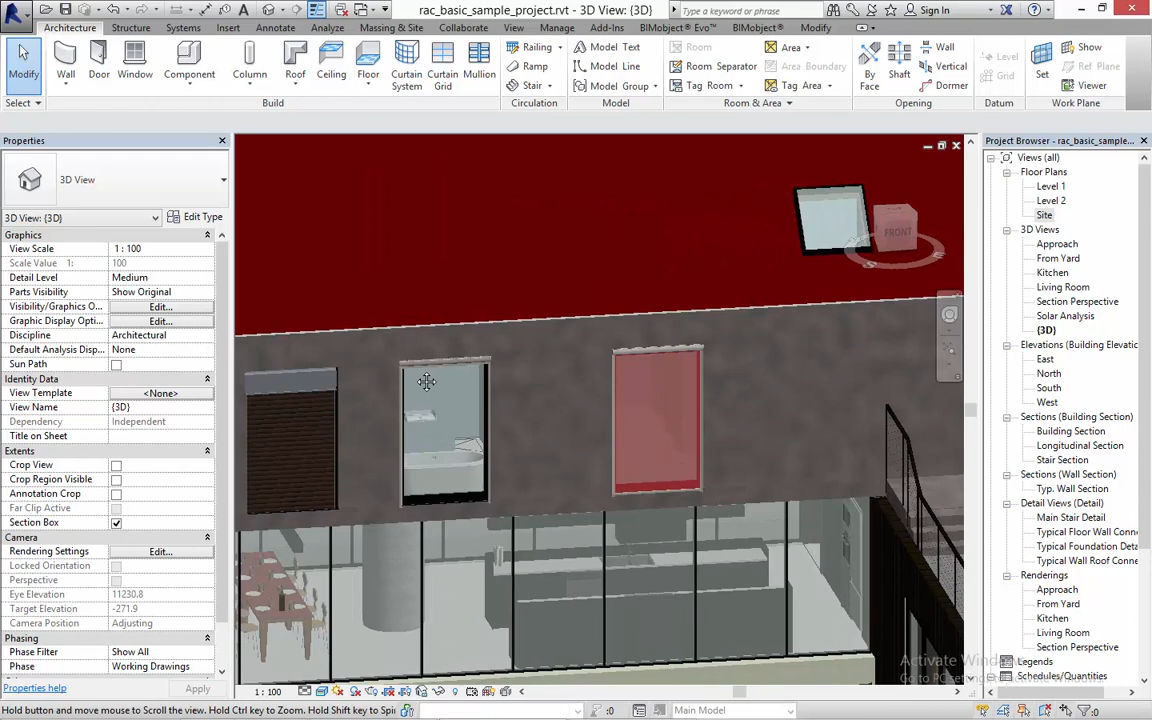 rac_basic_sample_project.rvt - 3D View: {3D}
Type a keyword or phrase
Sign In
Architecture Structure Systems Insert Annotate Analyze Massing & Site Collaborate View Manage Add-Ins BIMobject® Evo™ BIMobject® Modify
Modify Wall Door Window Component Column Roof Ceiling Floor Curtain System Curtain Grid Mullion
Railing Ramp Stair
Model Text Model Line Model Group
Room Room Separator Tag Room
Area Area Boundary Tag Area
By Face Shaft Wall Vertical Dormer
Level Grid
Set Show Ref Plane Viewer
Select Build Circulation Model Room & Area Opening Datum Work Plane
Properties
3D View
3D View: {3D} Edit Type
Graphics
View Scale 1 : 100
Scale Value 1: 100
Detail Level Medium
Parts Visibility Show Original
Visibility/Graphics O... Edit...
Graphic Display Opti... Edit...
Discipline Architectural
Default Analysis Disp... None
Sun Path
Identity Data
View Template <None>
View Name {3D}
Dependency Independent
Title on Sheet
Extents
Crop View
Crop Region Visible
Annotation Crop
Far Clip Active
Section Box
Camera
Rendering Settings Edit...
Locked Orientation
Perspective
Eye Elevation 11230.8
Target Elevation -271.9
Camera Position Adjusting
Phasing
Phase Filter Show All
Phase Working Drawings
Properties help Apply
FRONT
S E
Project Browser - rac_basic_sample_project...
Views (all)
Floor Plans
Level 1
Level 2
Site
3D Views
Approach
From Yard
Kitchen
Living Room
Section Perspective
Solar Analysis
{3D}
Elevations (Building Elevation)
East
North
South
West
Sections (Building Section)
Building Section
Longitudinal Section
Stair Section
Sections (Wall Section)
Typ. Wall Section
Detail Views (Detail)
Main Stair Detail
Typical Floor Wall Conne
Typical Foundation Deta
Typical Wall Roof Conne
Renderings
Approach
From Yard
Kitchen
Living Room
Section Perspective
Legends
Schedules/Quantities
Activate Windows
Go to PC settings to activate Windows.
1 : 100
Hold button and move mouse to Scroll the view. Hold Ctrl key to Zoom. Hold Shift key to Spi
:0 Main Model :0